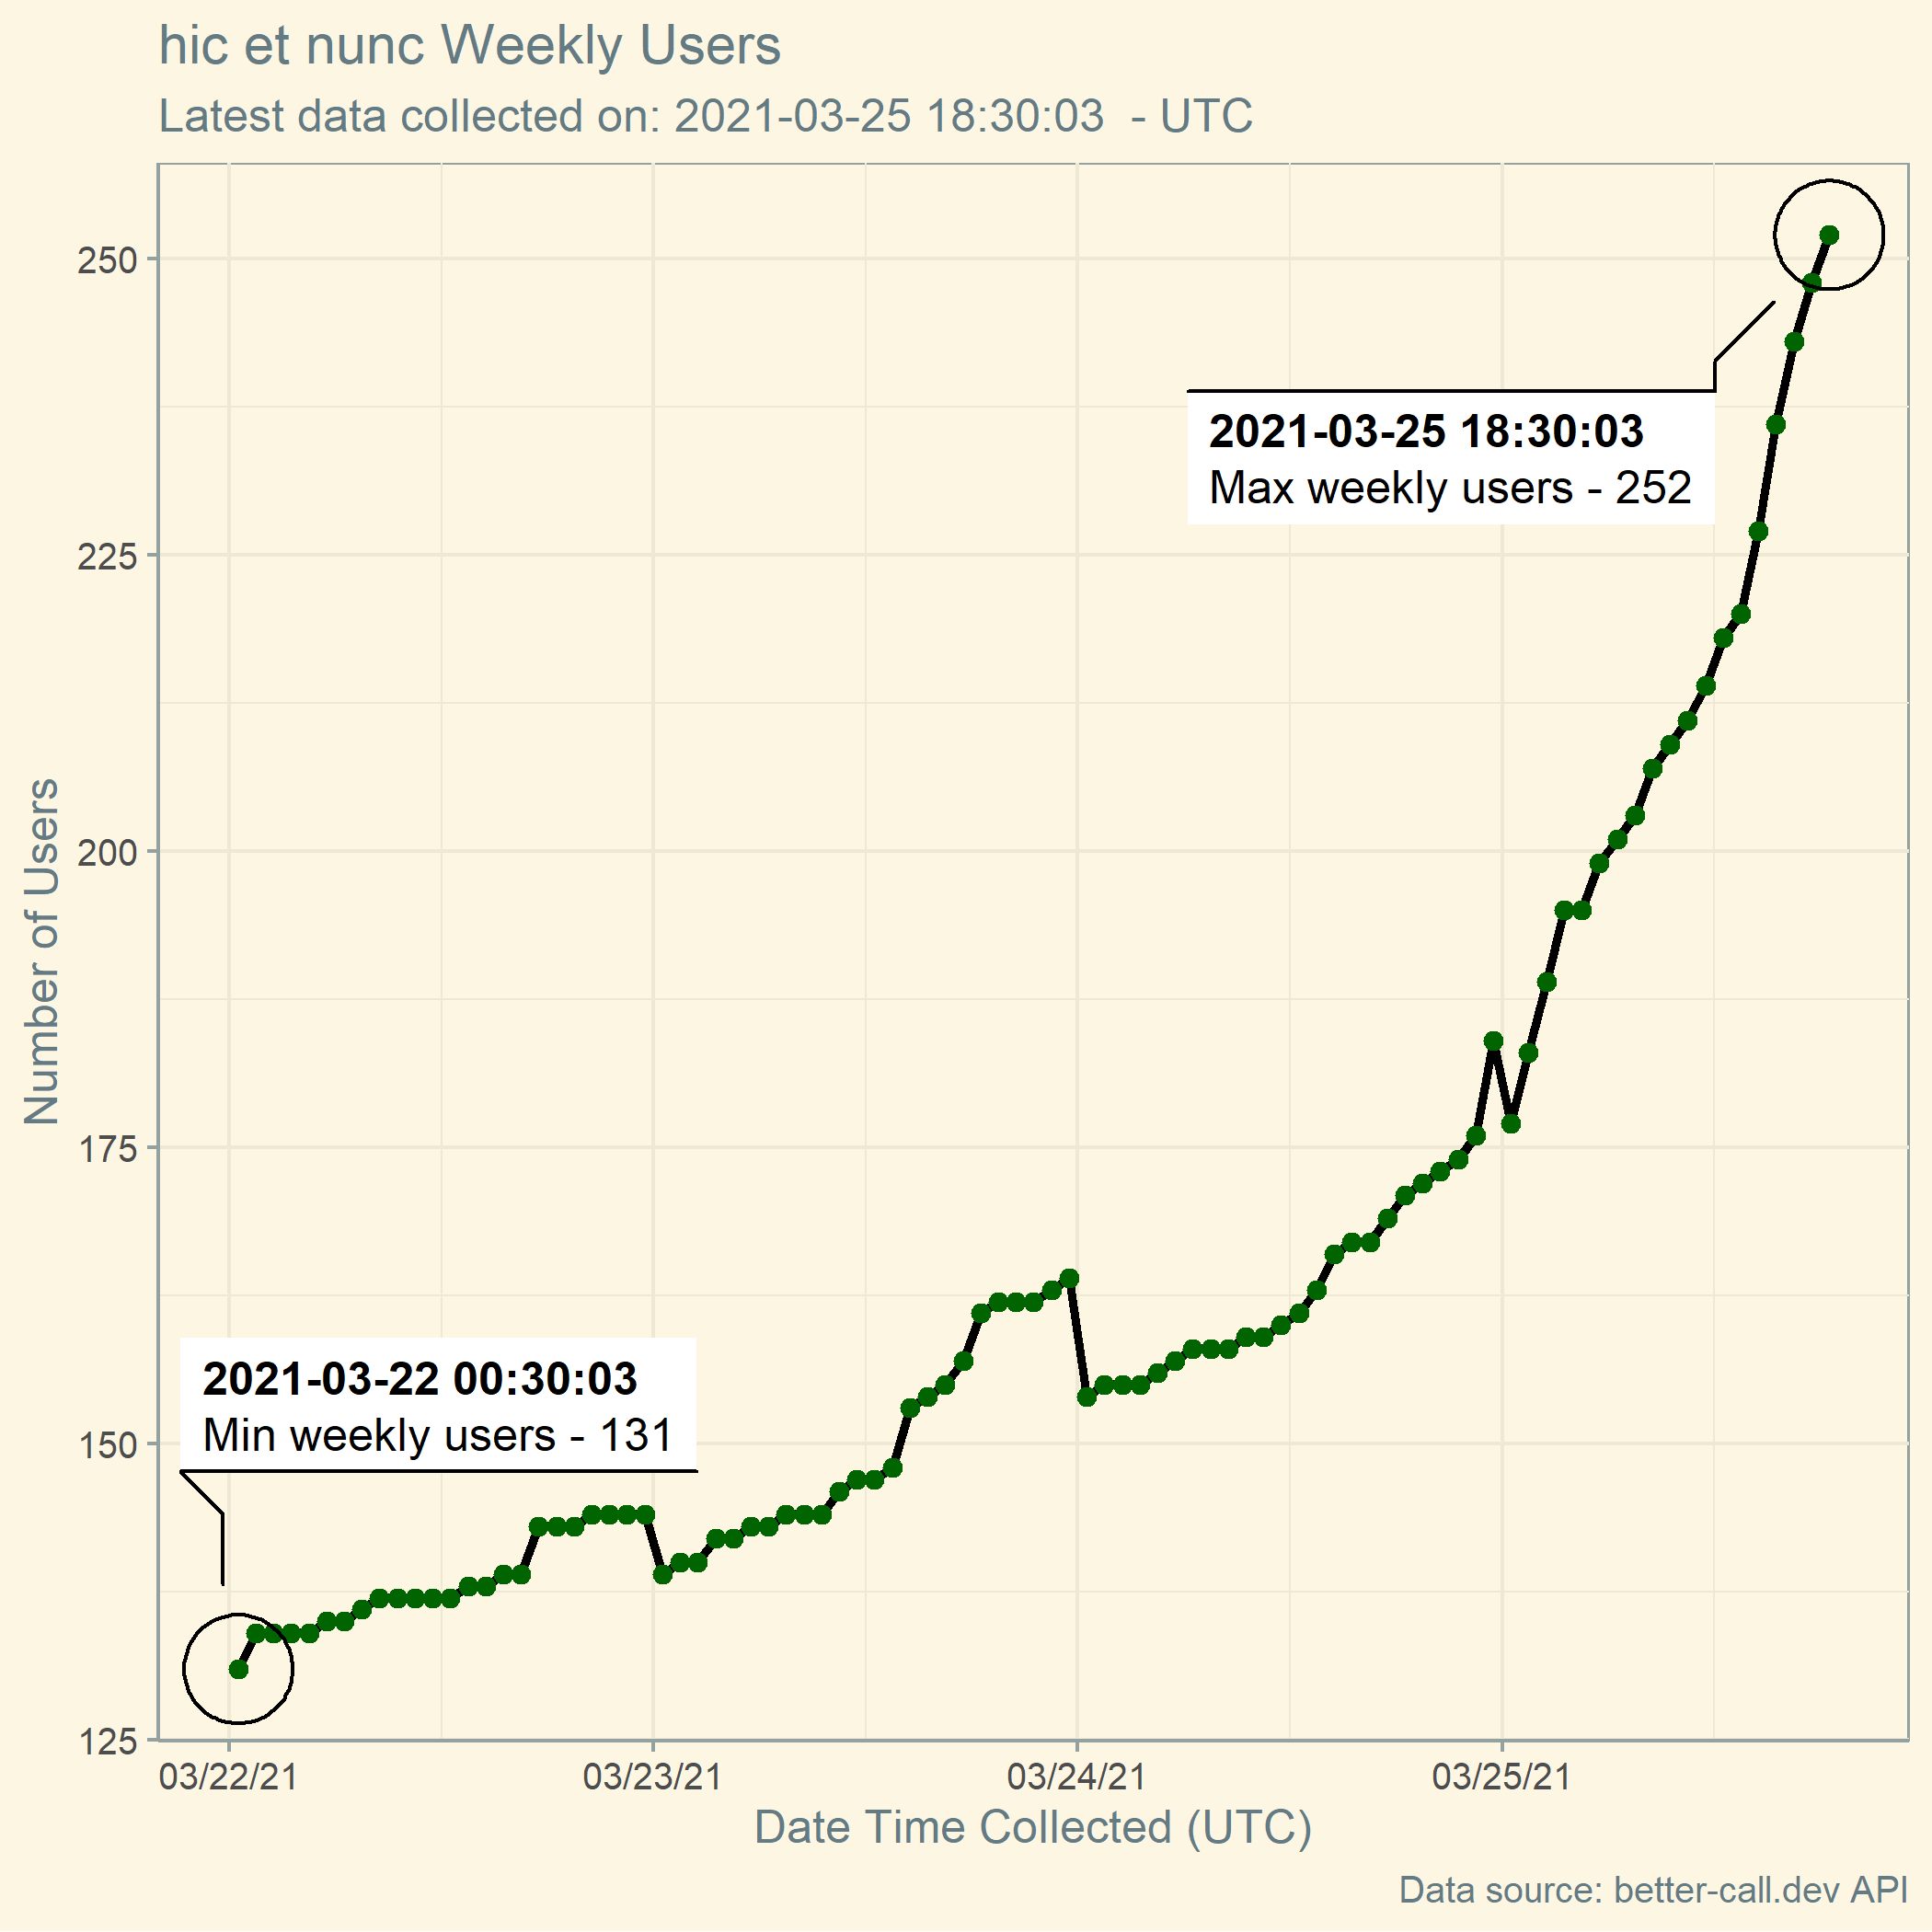 hic et nunc Weekly Users
Latest data collected on: 2021-03-25 18:30:03  - UTC
Number of Users
250
225
200
175
150
125
2021-03-25 18:30:03
Max weekly users - 252
2021-03-22 00:30:03
Min weekly users - 131
03/22/21
03/23/21
03/24/21
03/25/21
Date Time Collected (UTC)
Data source: better-call.dev API